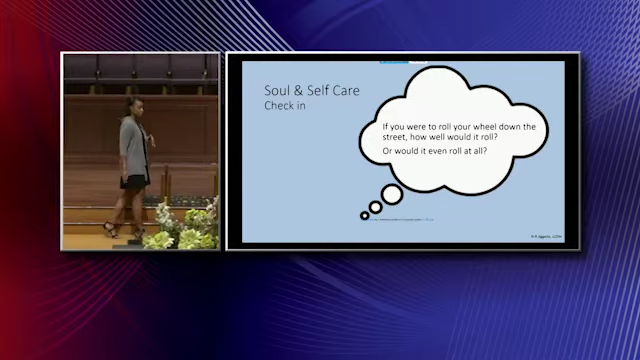 Soul & Self Care
Check in
If you were to roll your wheel down the
street, how well would it roll?
Or would it even roll at all?